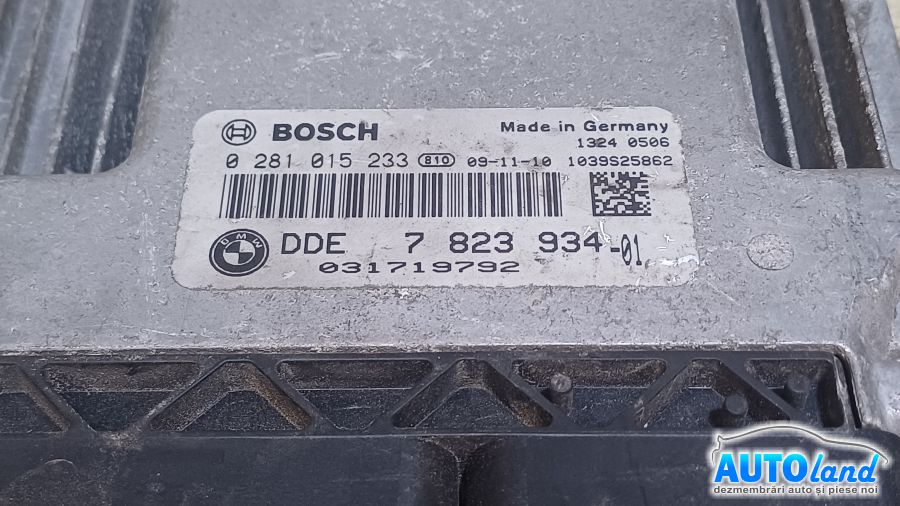 BOSCH Made in Germany
1324 0506
0 281 015 233 810 09-11-10 1039S25862
BMW DDE 7 823 934-01
031719792
AUTOland
dezmembrări auto și piese noi